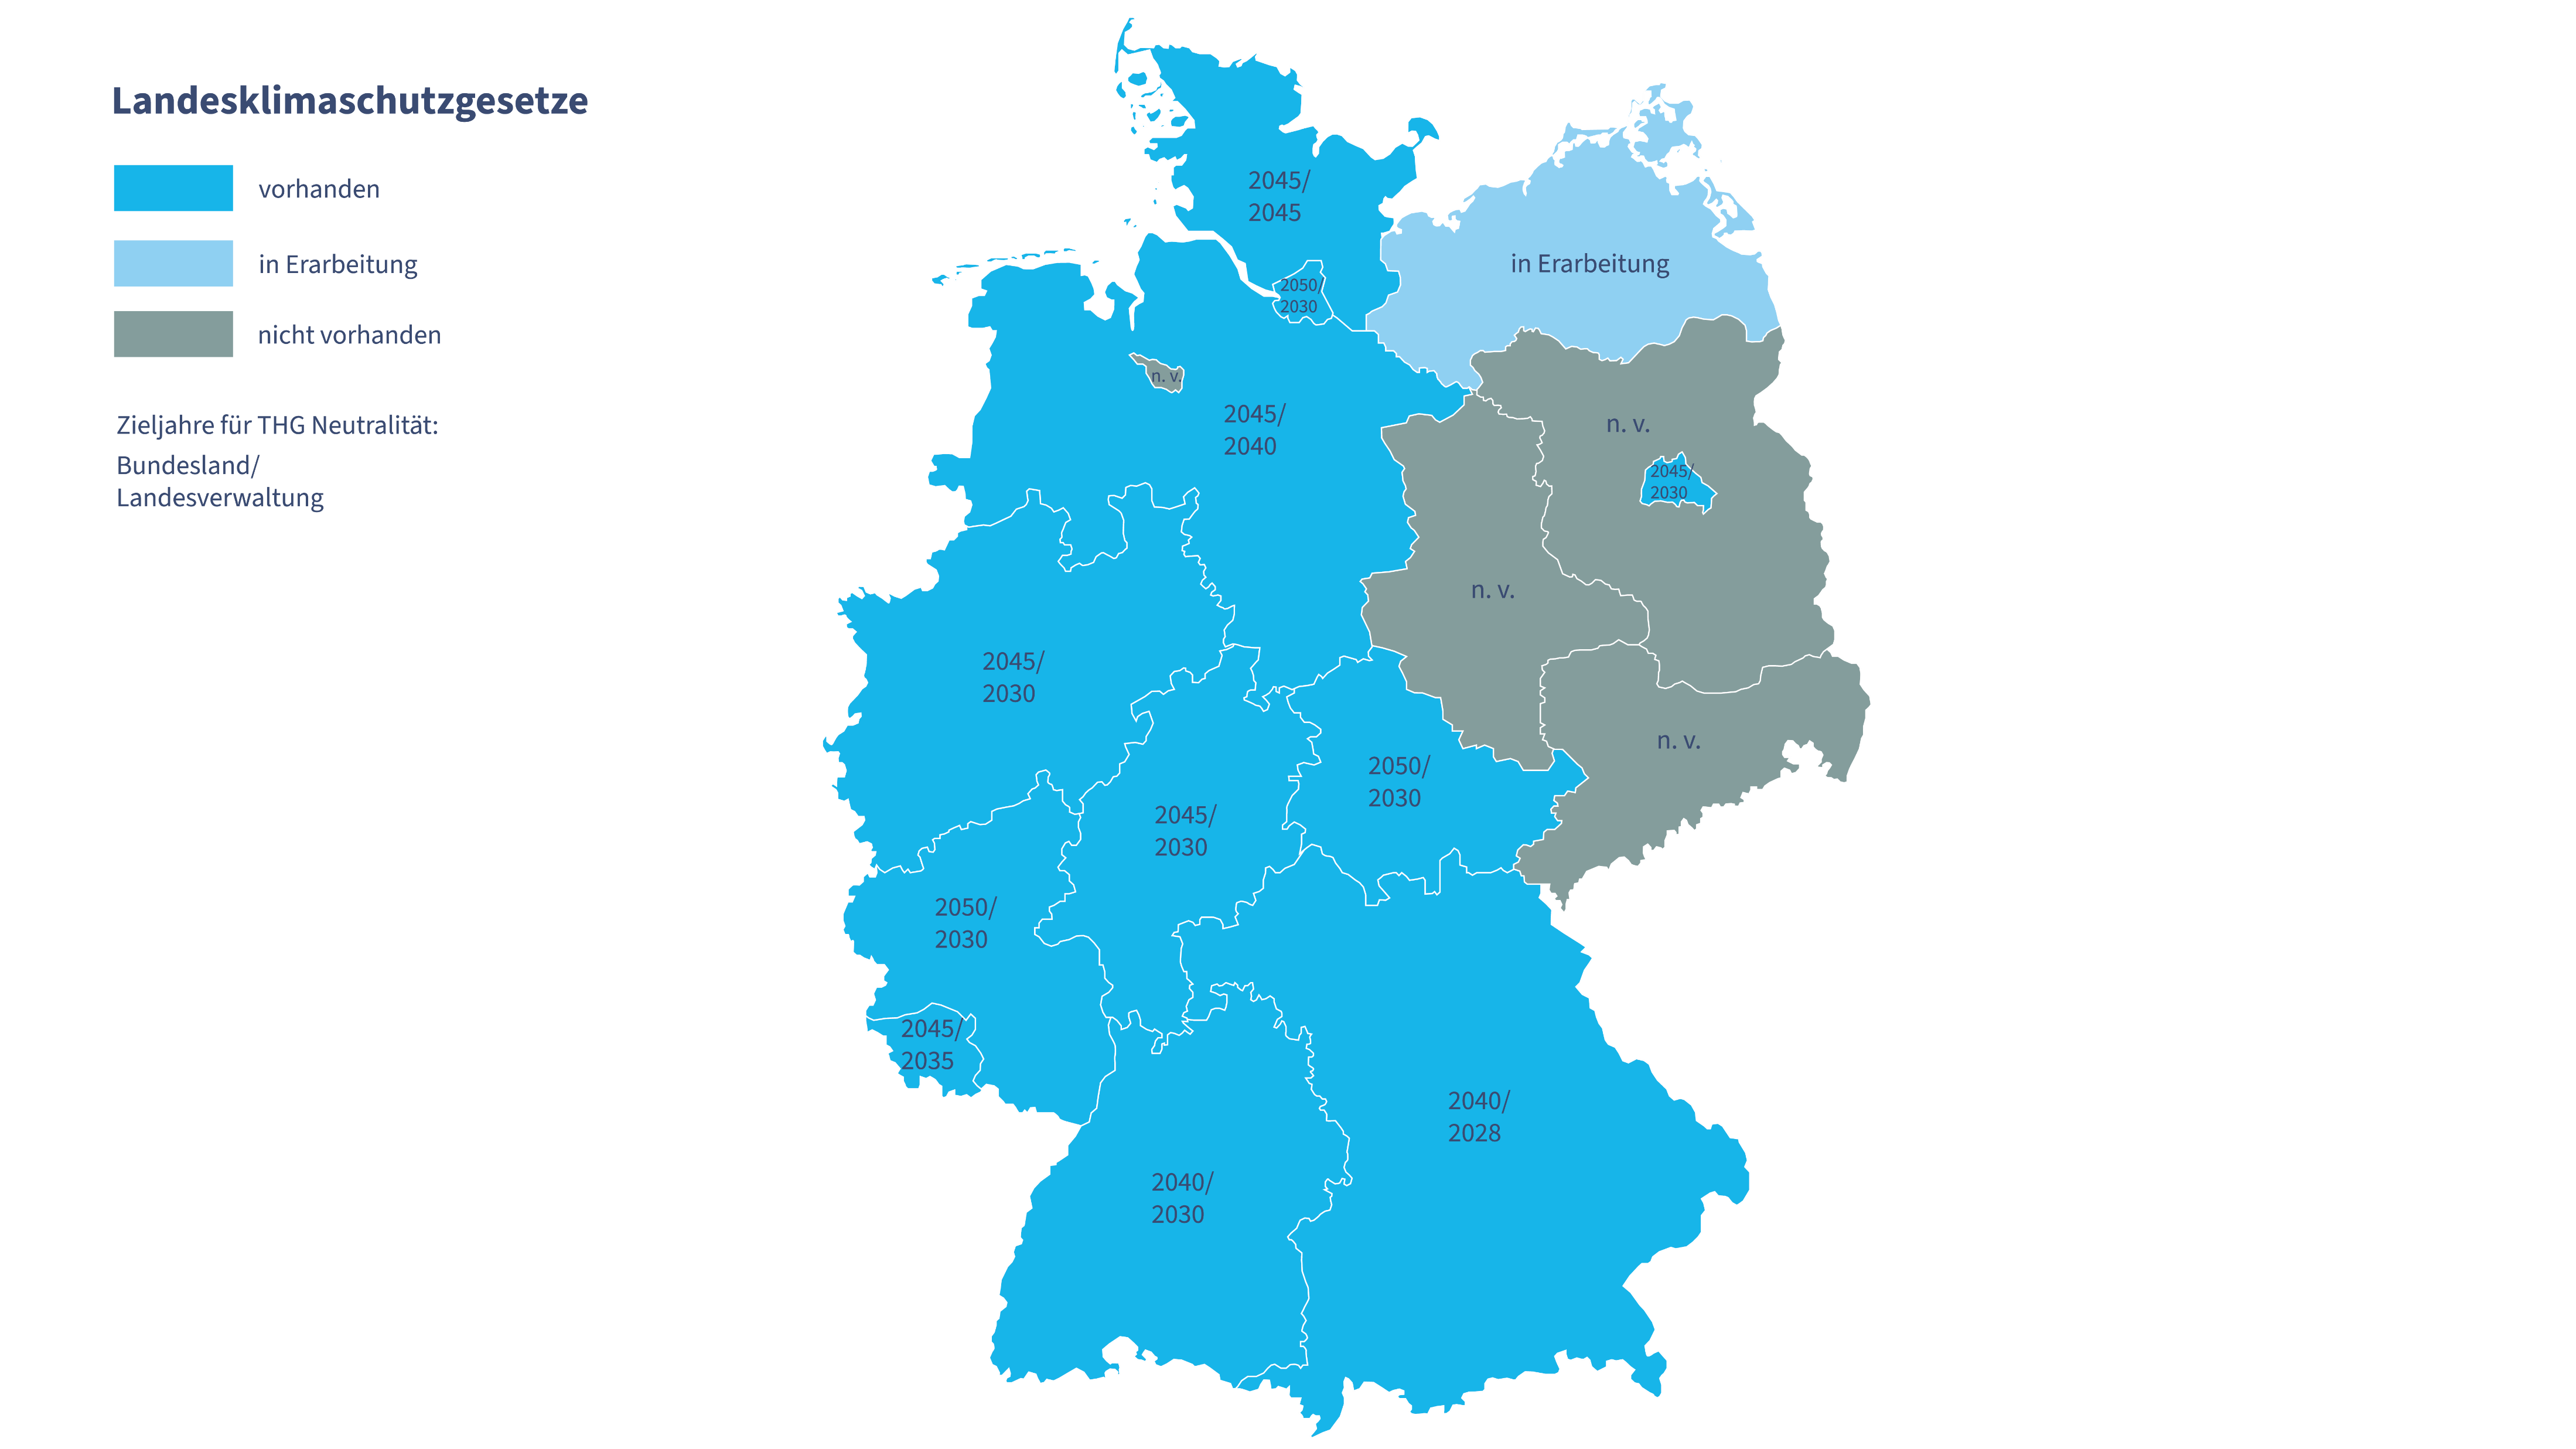 Landesklimaschutzgesetze
vorhanden
in Erarbeitung
nicht vorhanden
Zieljahre für THG Neutralität:
Bundesland/
Landesverwaltung
2045/
2045
in Erarbeitung
2050/
2030
n. v.
2045/
2040
n. v.
2045/
2030
n. v.
2045/
2030
n. v.
2050/
2030
2045/
2030
2050/
2030
2045/
2035
2040/
2028
2040/
2030